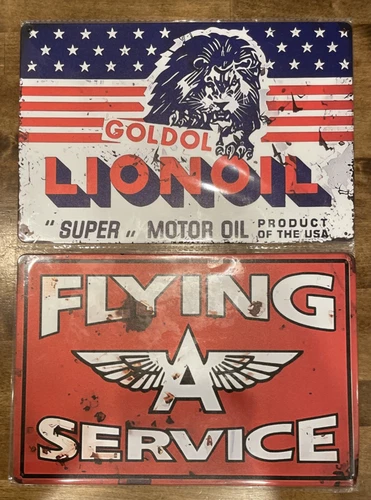 GOLDOL
LIONOIL
"SUPER„ MOTOR OIL PRODUCT
OF THE USA
FLYING
A
SERVICE